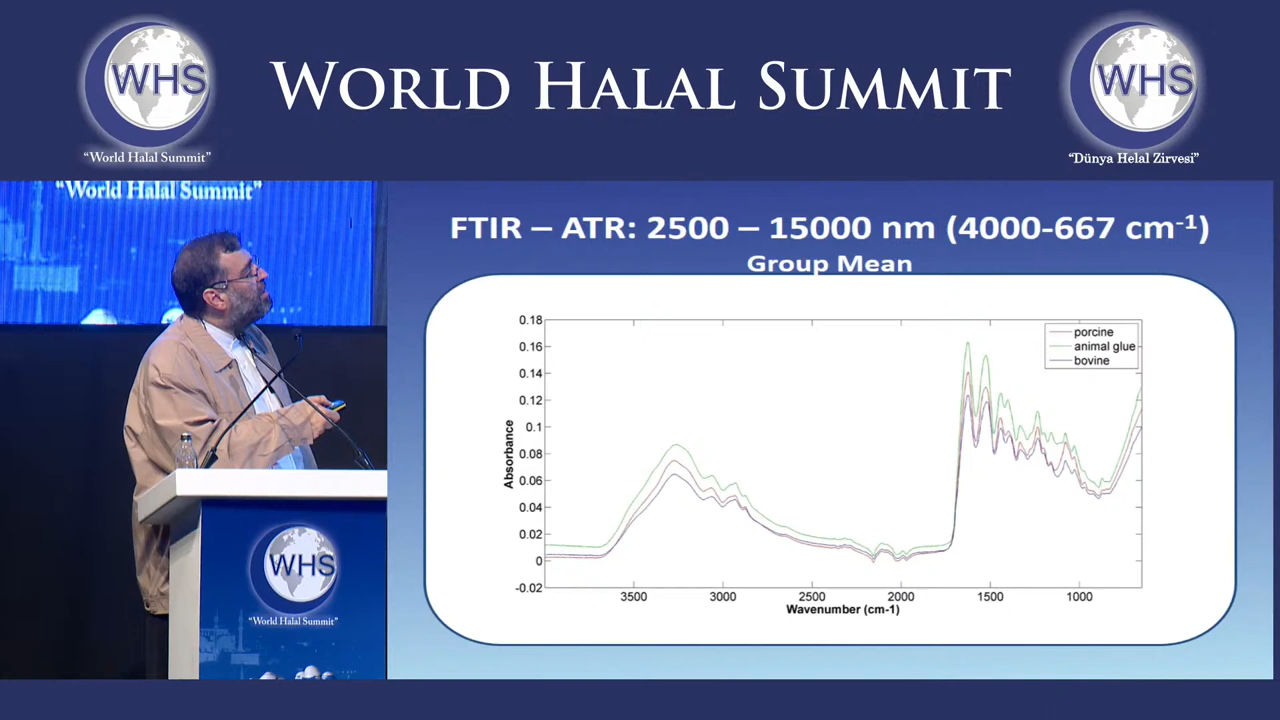 WHS
"World Halal Summit"
WORLD HALAL SUMMIT
WHS
"Dünya Helal Zirvesi"
"World Halal Summit"
WHS
"World Halal Summit"
FTIR – ATR: 2500 – 15000 nm (4000-667 cm-1)
Group Mean
0.18
0.16
0.14
0.12
0.1
0.08
0.06
0.04
0.02
0
-0.02
Absorbance
porcine
animal glue
bovine
3500
3000
2500
2000
1500
1000
Wavenumber (cm-1)